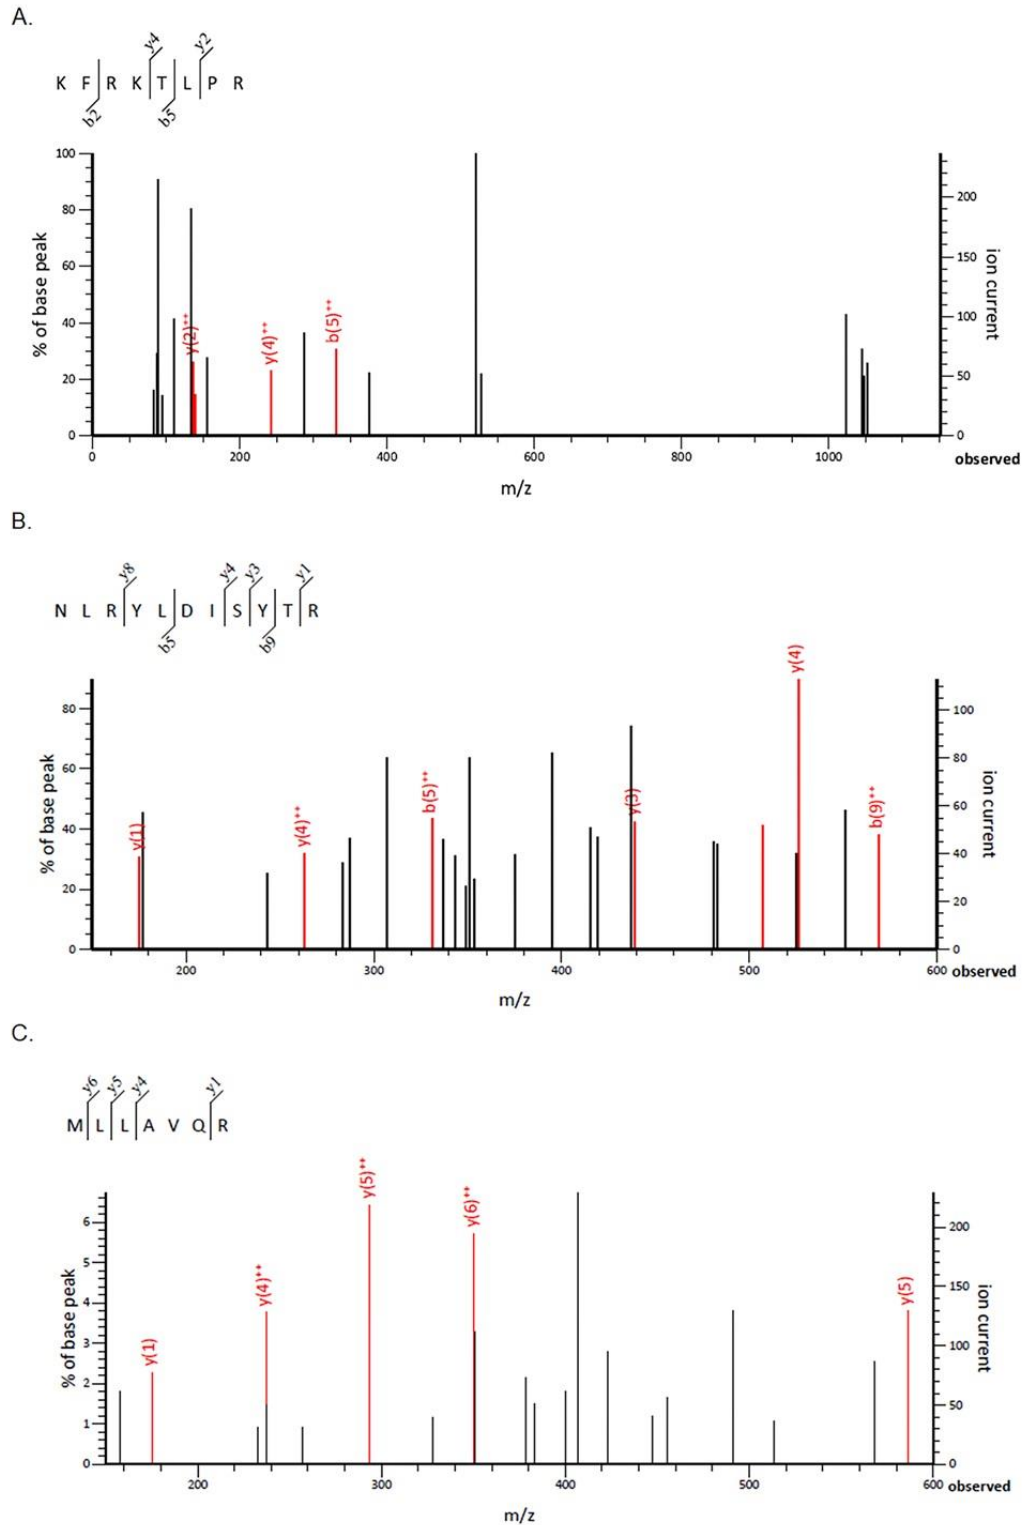 A.
y4 y2
K F R K T L P R
b2 b5
100
80
60
40
20
0
% of base peak
y(2)++
y(4)++
b(5)++
200
150
100
50
0
ion current
0 200 400 600 800 1000 observed
m/z
B.
y8 y4 y3 y1
N L R Y L D I S Y T R
b5 b9
80
60
40
20
0
% of base peak
y(1)
y(4)++
b(5)++
y(3)
y(4)
b(9)++
100
80
60
40
20
0
ion current
200 300 400 500 600 observed
m/z
C.
y6 y5 y4 y1
M L L A V Q R
6
5
4
3
2
1
0
% of base peak
y(1)
y(4)++
y(5)++
y(6)++
y(5)
200
150
100
50
0
ion current
200 300 400 500 600 observed
m/z